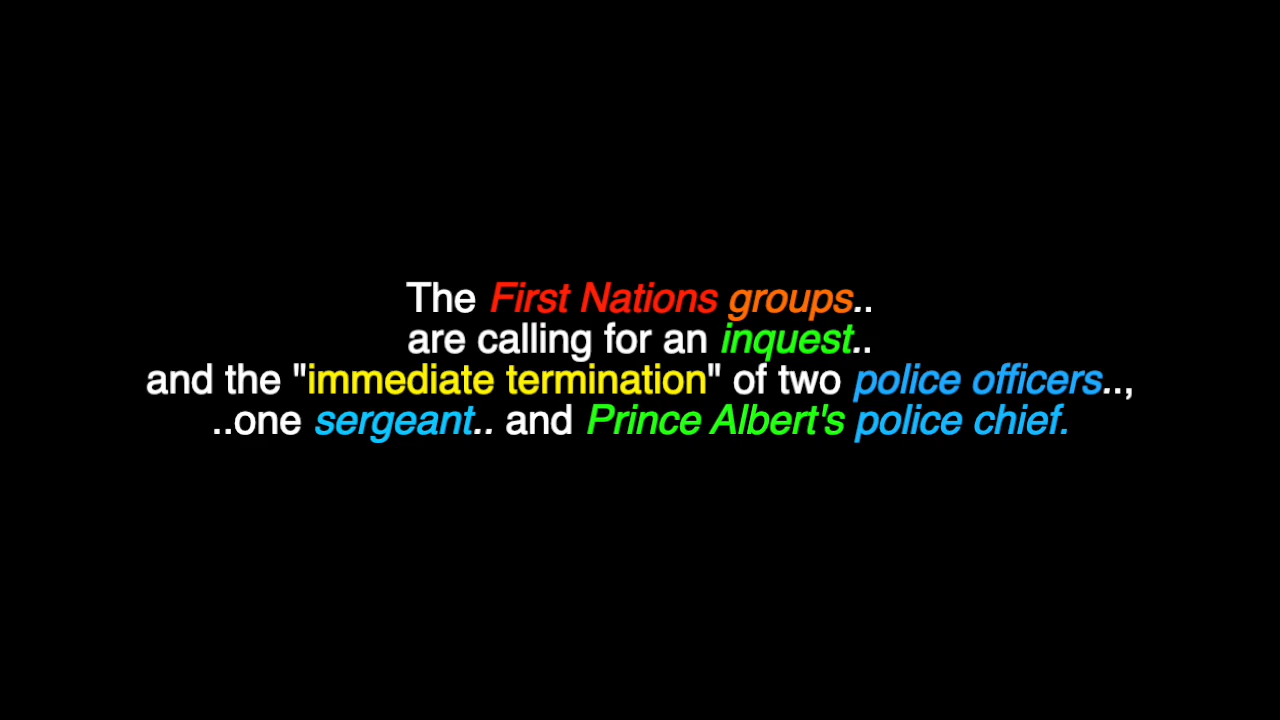 The First Nations groups..
are calling for an inquest..
and the "immediate termination" of two police officers..,
..one sergeant.. and Prince Albert's police chief.